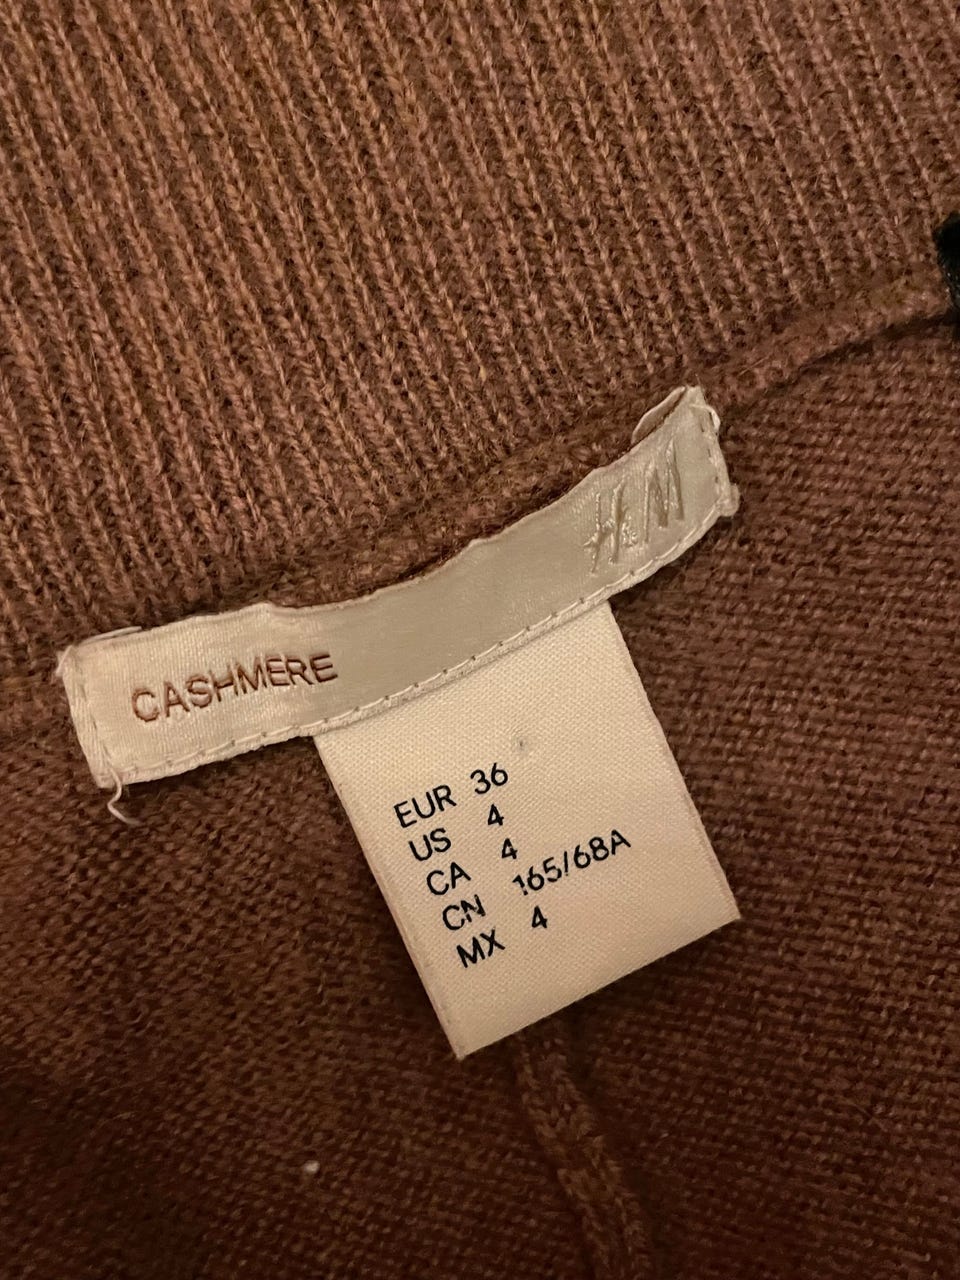 CASHMERE
H&M
EUR 36
US 4
CA 4
CN 165/68A
MX 4